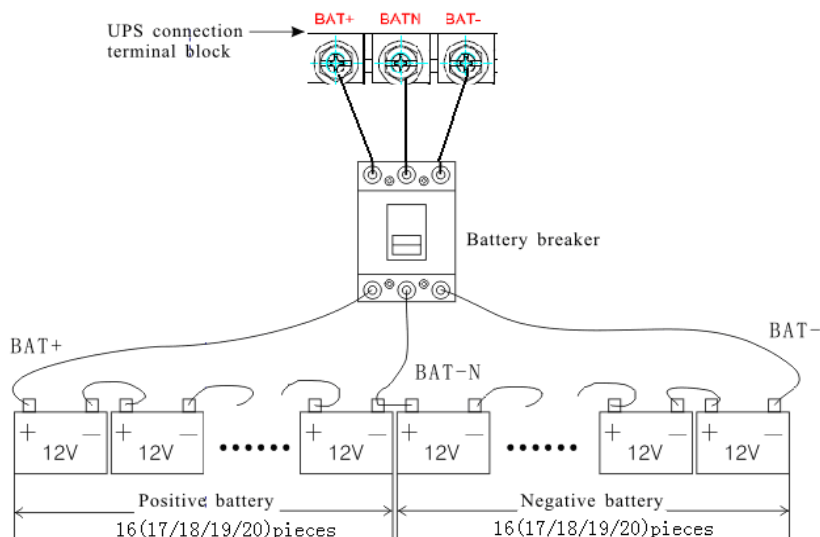 BAT+ BATN BAT-
UPS connection
terminal block
Battery breaker
BAT+
BAT-
BAT-N
+ — + — + — + — + — + —
12V 12V 12V 12V 12V 12V
Positive battery Negative battery
16(17/18/19/20)pieces 16(17/18/19/20)pieces